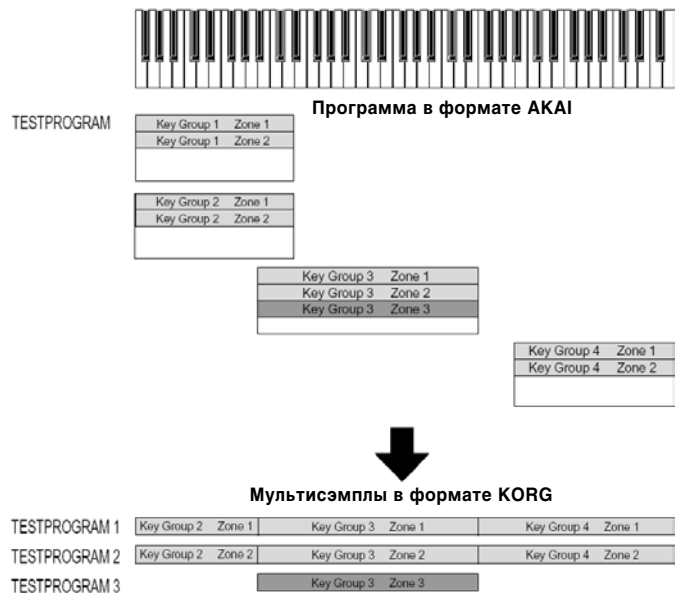 Программа в формате AKAI
TESTPROGRAM
Key Group 1 Zone 1
Key Group 1 Zone 2
Key Group 2 Zone 1
Key Group 2 Zone 2
Key Group 3 Zone 1
Key Group 3 Zone 2
Key Group 3 Zone 3
Key Group 4 Zone 1
Key Group 4 Zone 2
Мультисэмплы в формате KORG
TESTPROGRAM 1 Key Group 2 Zone 1 Key Group 3 Zone 1 Key Group 4 Zone 1
TESTPROGRAM 2 Key Group 2 Zone 2 Key Group 3 Zone 2 Key Group 4 Zone 2
TESTPROGRAM 3 Key Group 3 Zone 3